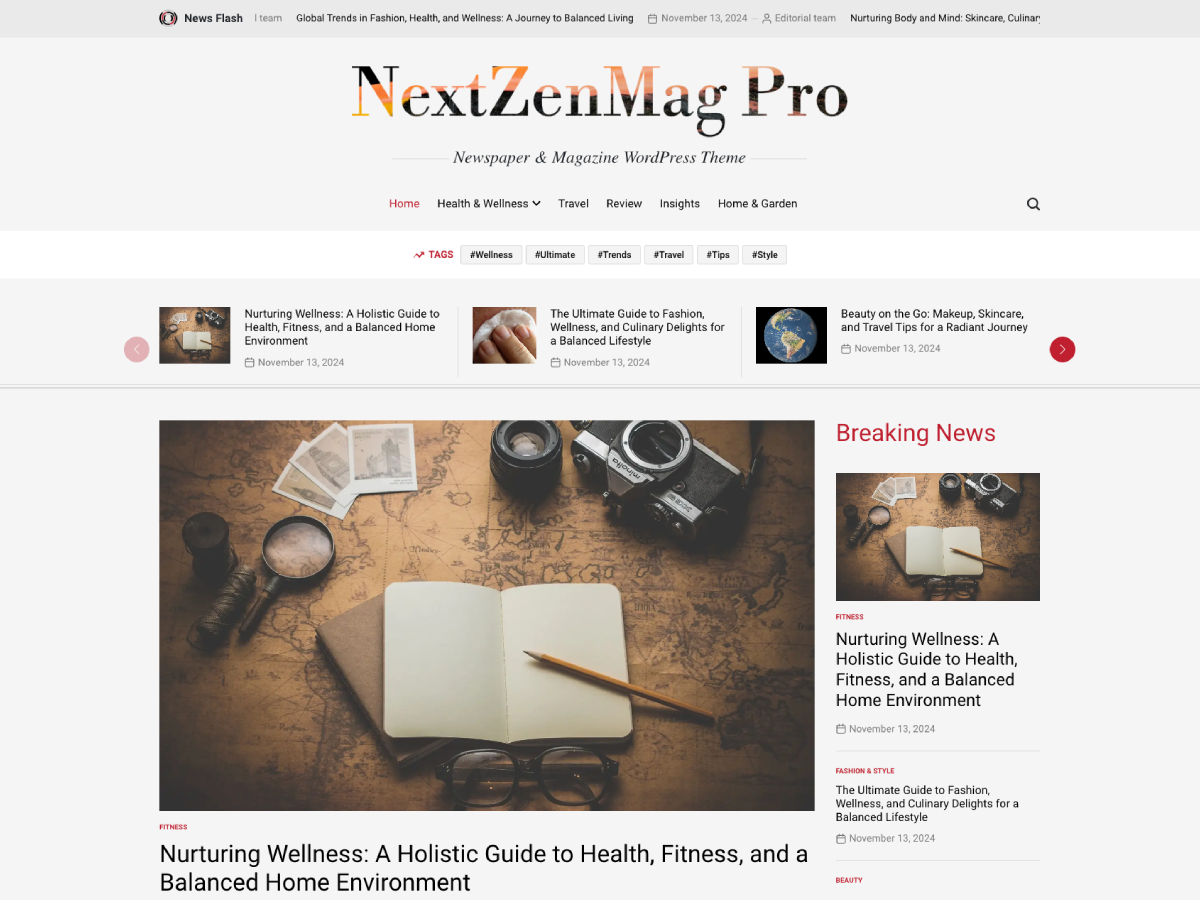 News Flash
l team
Global Trends in Fashion, Health, and Wellness: A Journey to Balanced Living
November 13, 2024
Editorial team
Nurturing Body and Mind: Skincare, Culinary
NextZenMag Pro
Newspaper & Magazine WordPress Theme
Home
Health & Wellness
Travel
Review
Insights
Home & Garden
TAGS
#Wellness
#Ultimate
#Trends
#Travel
#Tips
#Style
Nurturing Wellness: A Holistic Guide to
Health, Fitness, and a Balanced Home
Environment
November 13, 2024
The Ultimate Guide to Fashion,
Wellness, and Culinary Delights for
a Balanced Lifestyle
November 13, 2024
Beauty on the Go: Makeup, Skincare,
and Travel Tips for a Radiant Journey
November 13, 2024
minolta
FITNESS
Nurturing Wellness: A Holistic Guide to Health, Fitness, and a
Balanced Home Environment
Breaking News
FITNESS
Nurturing Wellness: A
Holistic Guide to Health,
Fitness, and a Balanced
Home Environment
November 13, 2024
FASHION & STYLE
The Ultimate Guide to Fashion,
Wellness, and Culinary Delights for a
Balanced Lifestyle
November 13, 2024
BEAUTY